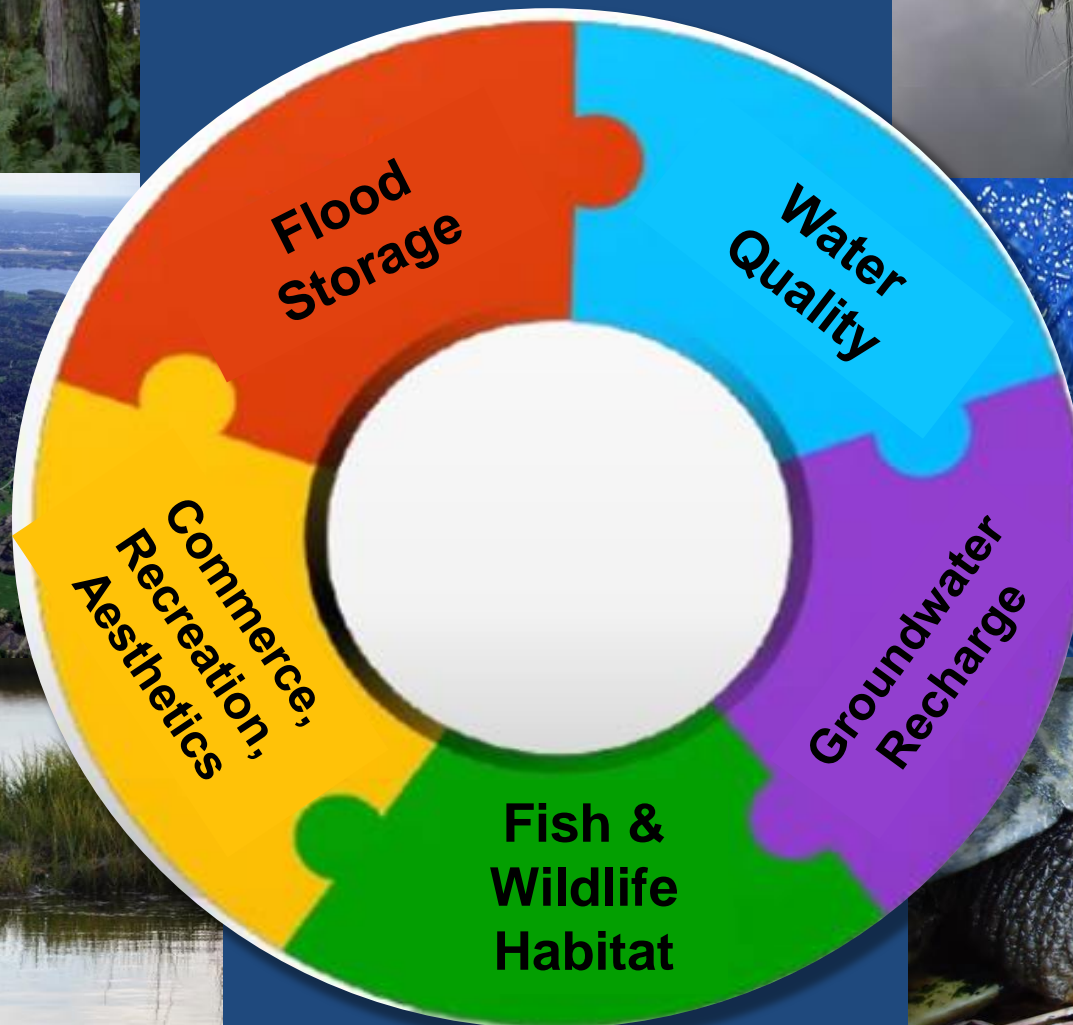 Flood
Storage
Water
Quality
Groundwater
Recharge
Fish &
Wildlife
Habitat
Commerce,
Recreation,
Aesthetics